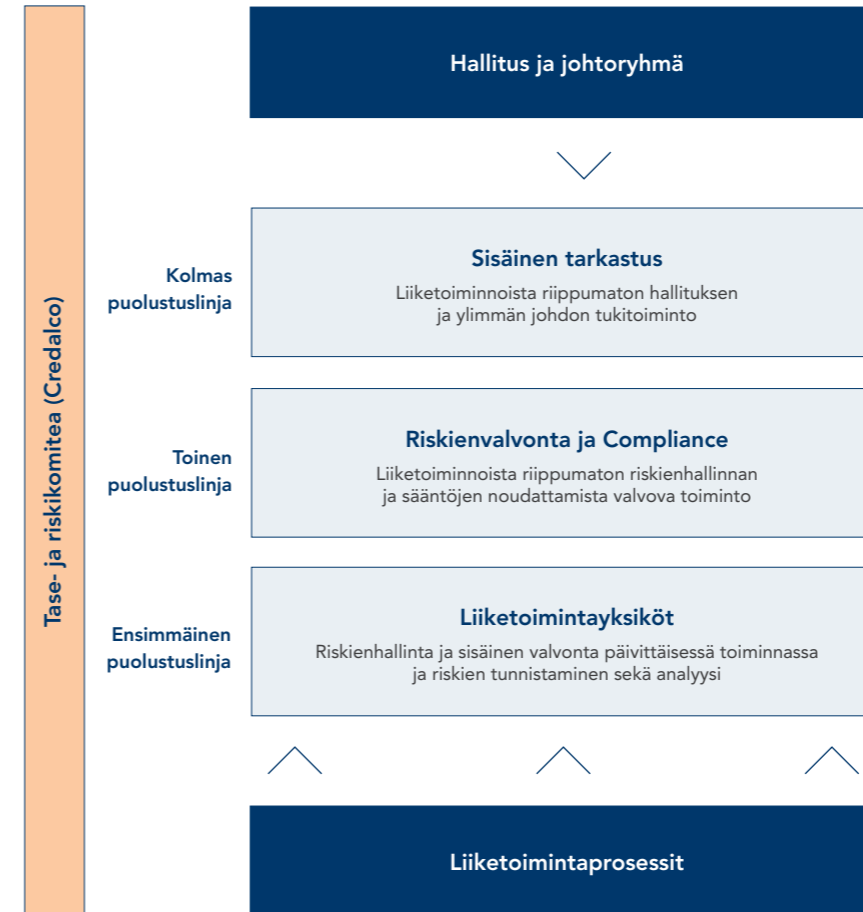 Tase- ja riskikomitea (Credalco)
Hallitus ja johtoryhmä
Kolmas
puolustuslinja
Sisäinen tarkastus
Liiketoiminnoista riippumaton hallituksen
ja ylimmän johdon tukitoiminto
Toinen
puolustuslinja
Riskienvalvonta ja Compliance
Liiketoiminnoista riippumaton riskienhallinnan
ja sääntöjen noudattamista valvova toiminto
Ensimmäinen
puolustuslinja
Liiketoimintayksiköt
Riskienhallinta ja sisäinen valvonta päivittäisessä toiminnassa
ja riskien tunnistaminen sekä analyysi
Liiketoimintaprosessit